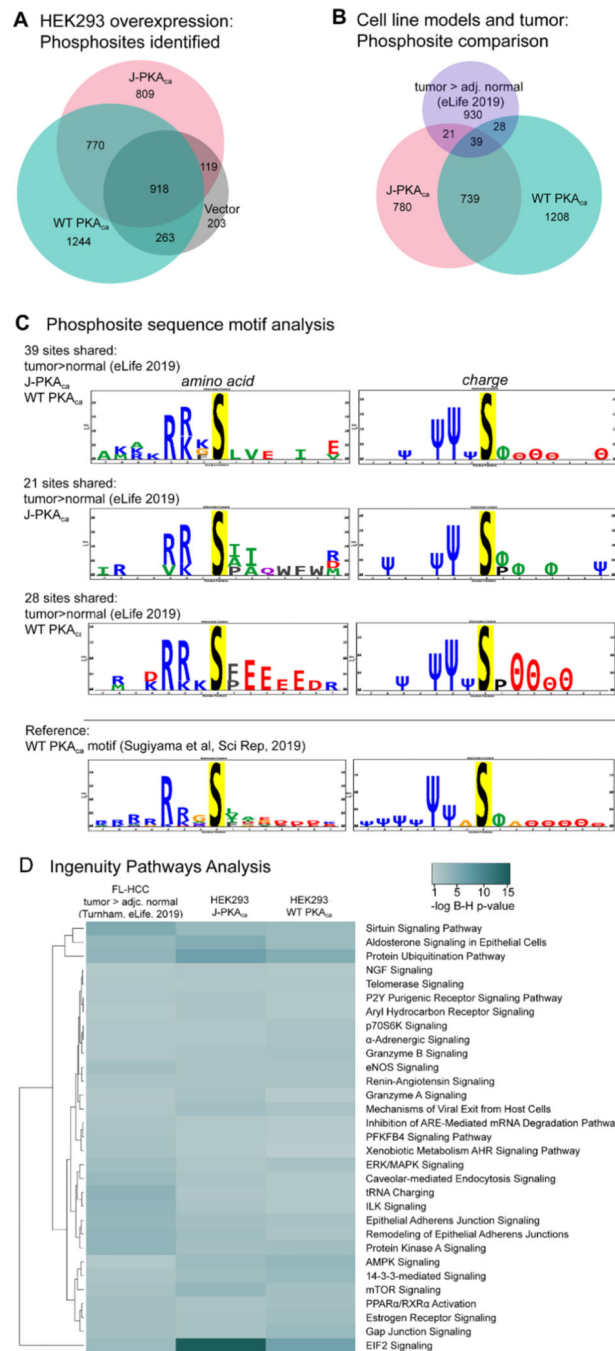 A HEK293 overexpression:
Phosphosites identified
J-PKAca
809
770
119
918
Vector
203
WT PKAca
1244
263
B Cell line models and tumor:
Phosphosite comparison
tumor > adj. normal
(eLife 2019)
930
21
28
39
J-PKAca
780
739
WT PKAca
1208
C Phosphosite sequence motif analysis
39 sites shared:
tumor>normal (eLife 2019)
J-PKAca
WT PKAca
amino acid
charge
21 sites shared:
tumor>normal (eLife 2019)
J-PKAca
28 sites shared:
tumor>normal (eLife 2019)
WT PKAca
Reference:
WT PKAca motif (Sugiyama et al, Sci Rep, 2019)
D Ingenuity Pathways Analysis
1 5 10 15
-log B-H p-value
FL-HCC
tumor > adjc. normal
(Turnham. eLife. 2019)
HEK293
J-PKAca
HEK293
WT PKAca
Sirtuin Signaling Pathway
Aldosterone Signaling in Epithelial Cells
Protein Ubiquitination Pathway
NGF Signaling
Telomerase Signaling
P2Y Purigenic Receptor Signaling Pathway
Aryl Hydrocarbon Receptor Signaling
p70S6K Signaling
α-Adrenergic Signaling
Granzyme B Signaling
eNOS Signaling
Renin-Angiotensin Signaling
Granzyme A Signaling
Mechanisms of Viral Exit from Host Cells
Inhibition of ARE-Mediated mRNA Degradation Pathwa
PFKFB4 Signaling Pathway
Xenobiotic Metabolism AHR Signaling Pathway
ERK/MAPK Signaling
Caveolar-mediated Endocytosis Signaling
tRNA Charging
ILK Signaling
Epithelial Adherens Junction Signaling
Remodeling of Epithelial Adherens Junctions
Protein Kinase A Signaling
AMPK Signaling
14-3-3-mediated Signaling
mTOR Signaling
PPARα/RXRα Activation
Estrogen Receptor Signaling
Gap Junction Signaling
EIF2 Signaling